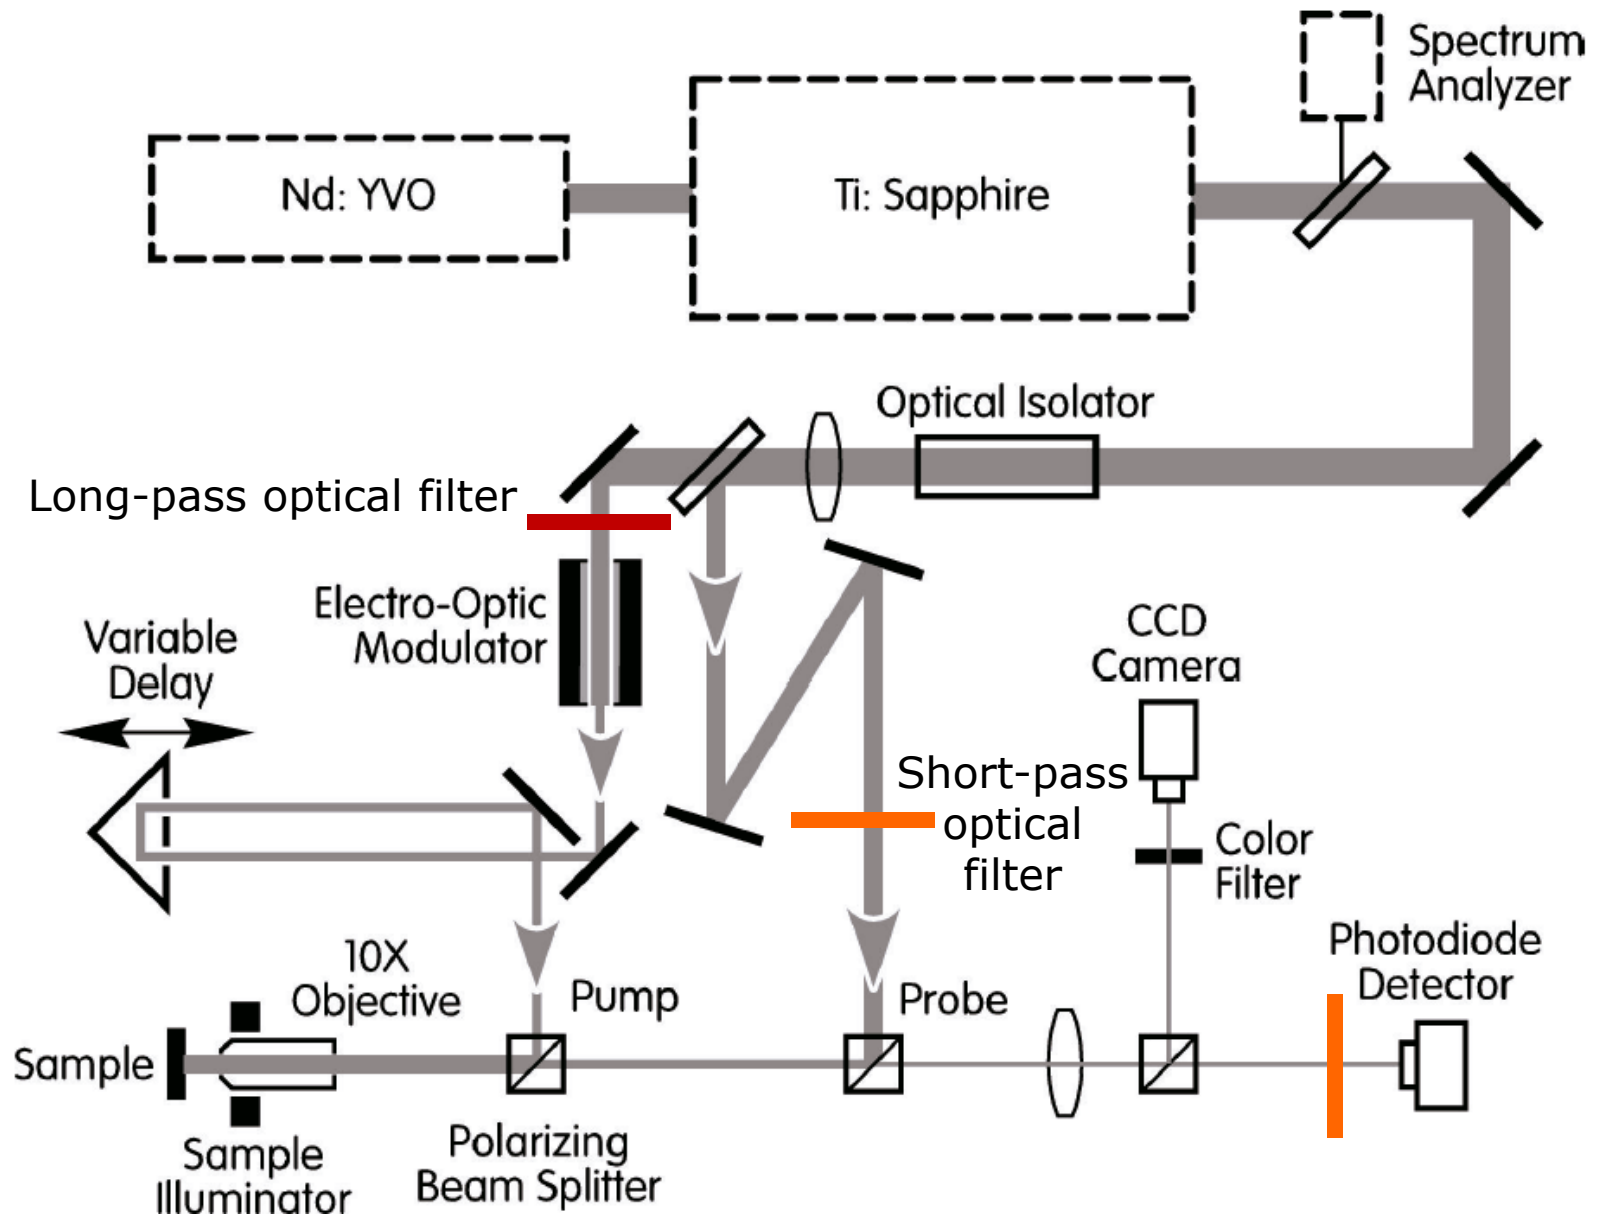 Spectrum
Analyzer
Nd: YVO
Ti: Sapphire
Optical Isolator
Long-pass optical filter
Electro-Optic
Modulator
Variable
Delay
CCD
Camera
Short-pass
optical
filter
Color
Filter
Photodiode
Detector
10X
Objective
Pump
Probe
Sample
Polarizing
Beam Splitter
Sample
Illuminator